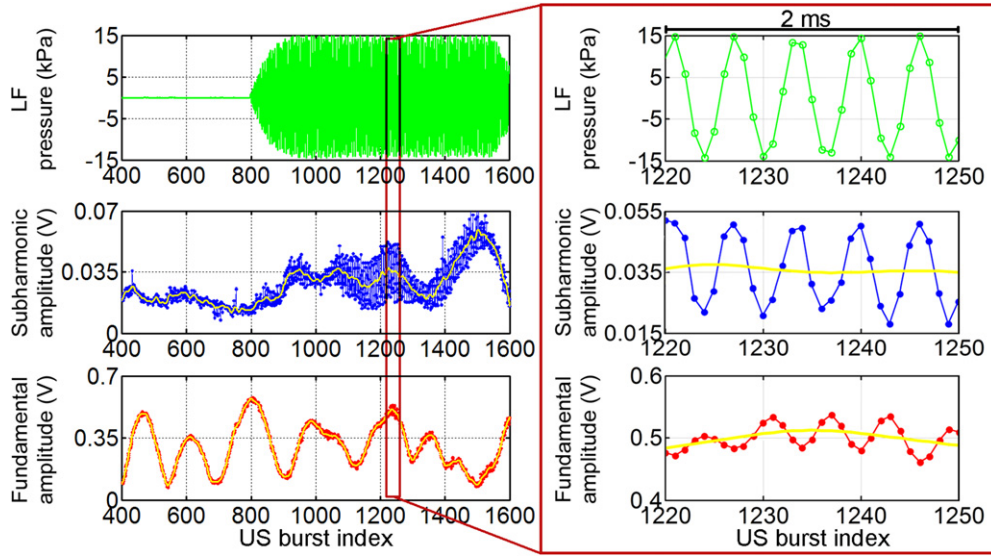 LF
pressure (kPa)
15
5
-5
-15
400 600 800 1000 1200 1400 1600
Subharmonic
amplitude (V)
0.07
0.035
0
400 600 800 1000 1200 1400 1600
Fundamental
amplitude (V)
0.7
0.35
0
400 600 800 1000 1200 1400 1600
US burst index
2 ms
LF
pressure (kPa)
15
5
-5
-15
1220 1230 1240 1250
Subharmonic
amplitude (V)
0.055
0.035
0.015
1220 1230 1240 1250
Fundamental
amplitude (V)
0.6
0.5
0.4
1220 1230 1240 1250
US burst index